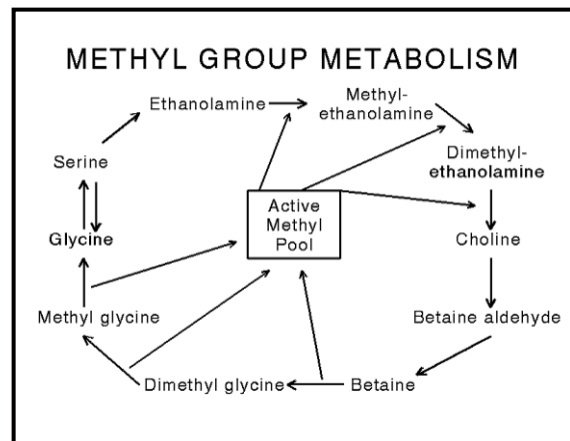 METHYL GROUP METABOLISM
Ethanolamine
Methyl-
ethanolamine
Dimethyl-
ethanolamine
Serine
Active
Methyl
Pool
Glycine
Choline
Methyl glycine
Betaine aldehyde
Dimethyl glycine
Betaine